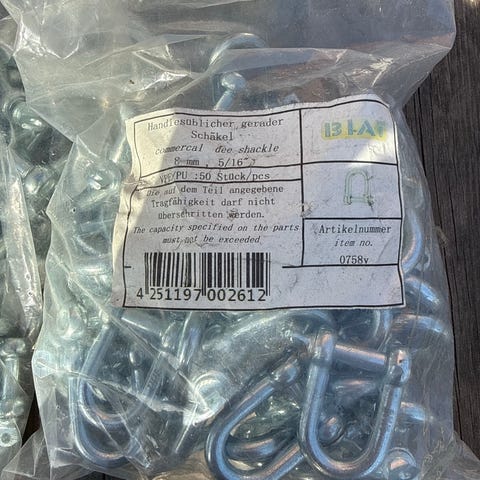 Handelsüblicher gerader
Schäkel
commercal dee shackle
8 mm , 5/16"
VPE/PU :50 Stück/pcs
Die auf dem Teil angegebene
Tragfähigkeit darf nicht
überschritten werden.
The capacity specified on the parts
must not be exceeded
4 251197 002612
Artikelnummer
item no.
0758v